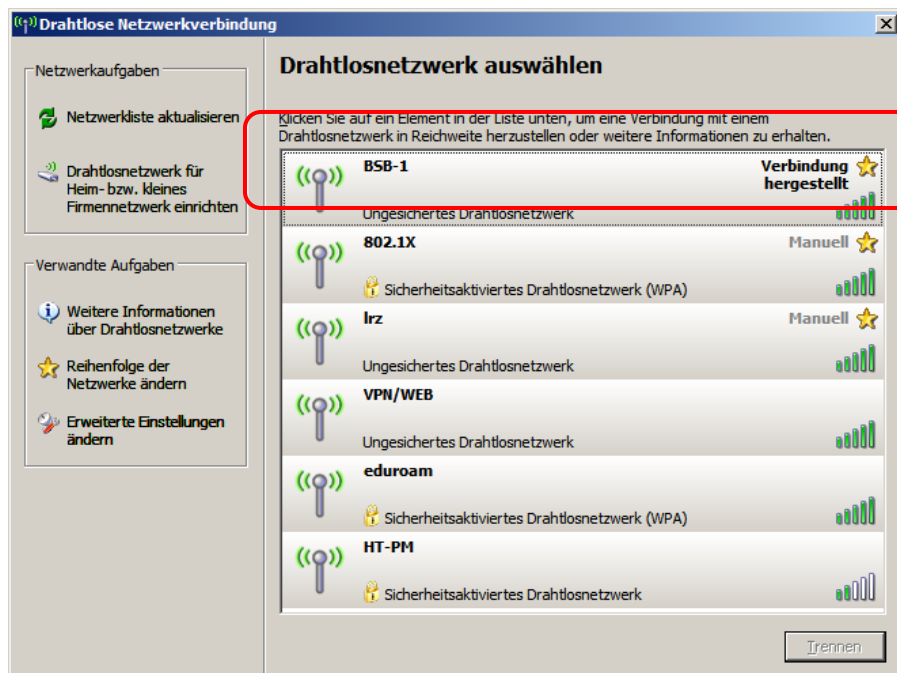 Drahtlose Netzwerkverbindung
Netzwerkaufgaben
Netzwerkliste aktualisieren
Drahtlosnetzwerk für
Heim- bzw. kleines
Firmennetzwerk einrichten
Verwandte Aufgaben
Weitere Informationen
über Drahtlosnetzwerke
Reihenfolge der
Netzwerke ändern
Erweiterte Einstellungen
ändern
Drahtlosnetzwerk auswählen
Klicken Sie auf ein Element in der Liste unten, um eine Verbindung mit einem
Drahtlosnetzwerk in Reichweite herzustellen oder weitere Informationen zu erhalten.
BSB-1 Verbindung
hergestellt
Ungesichertes Drahtlosnetzwerk
802.1X Manuell
Sicherheitsaktiviertes Drahtlosnetzwerk (WPA)
lrz Manuell
Ungesichertes Drahtlosnetzwerk
VPN/WEB
Ungesichertes Drahtlosnetzwerk
eduroam
Sicherheitsaktiviertes Drahtlosnetzwerk (WPA)
HT-PM
Sicherheitsaktiviertes Drahtlosnetzwerk
Trennen